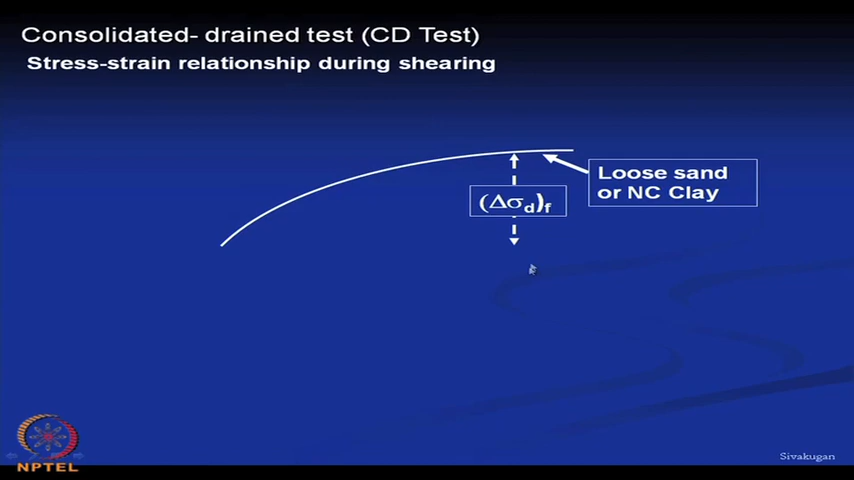 Consolidated- drained test (CD Test)
Stress-strain relationship during shearing
Loose sand
or NC Clay
(Δσd)f
NPTEL
Sivakugan